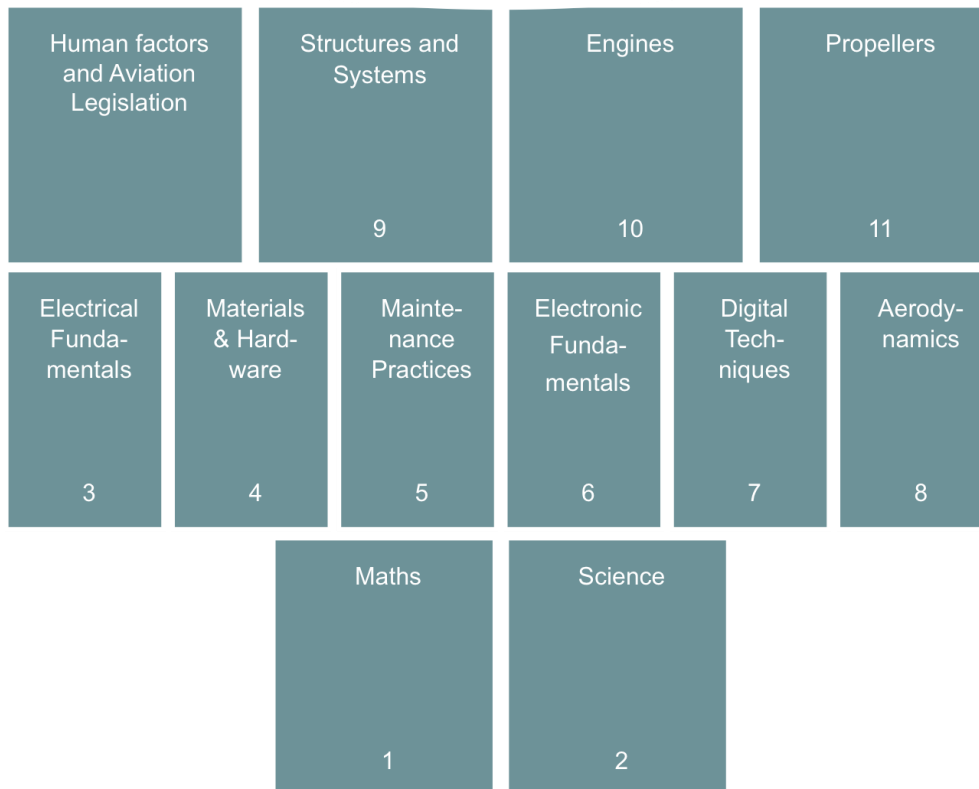 Human factors
and Aviation
Legislation
Structures and
Systems
9
Engines
10
Propellers
11
Electrical
Funda-
mentals
3
Materials
& Hard-
ware
4
Mainte-
nance
Practices
5
Electronic
Funda-
mentals
6
Digital
Tech-
niques
7
Aerody-
namics
8
Maths
1
Science
2